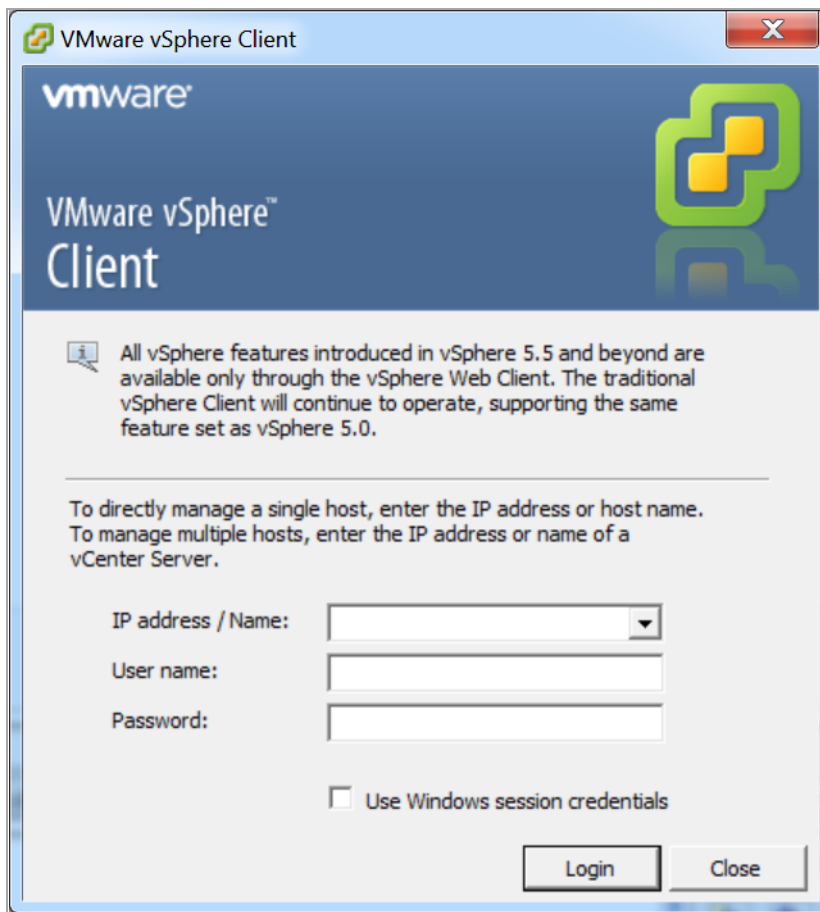 VMware vSphere Client
vmware®
VMware vSphere™
Client
All vSphere features introduced in vSphere 5.5 and beyond are
available only through the vSphere Web Client. The traditional
vSphere Client will continue to operate, supporting the same
feature set as vSphere 5.0.
To directly manage a single host, enter the IP address or host name.
To manage multiple hosts, enter the IP address or name of a
vCenter Server.
IP address / Name:
User name:
Password:
Use Windows session credentials
Login Close